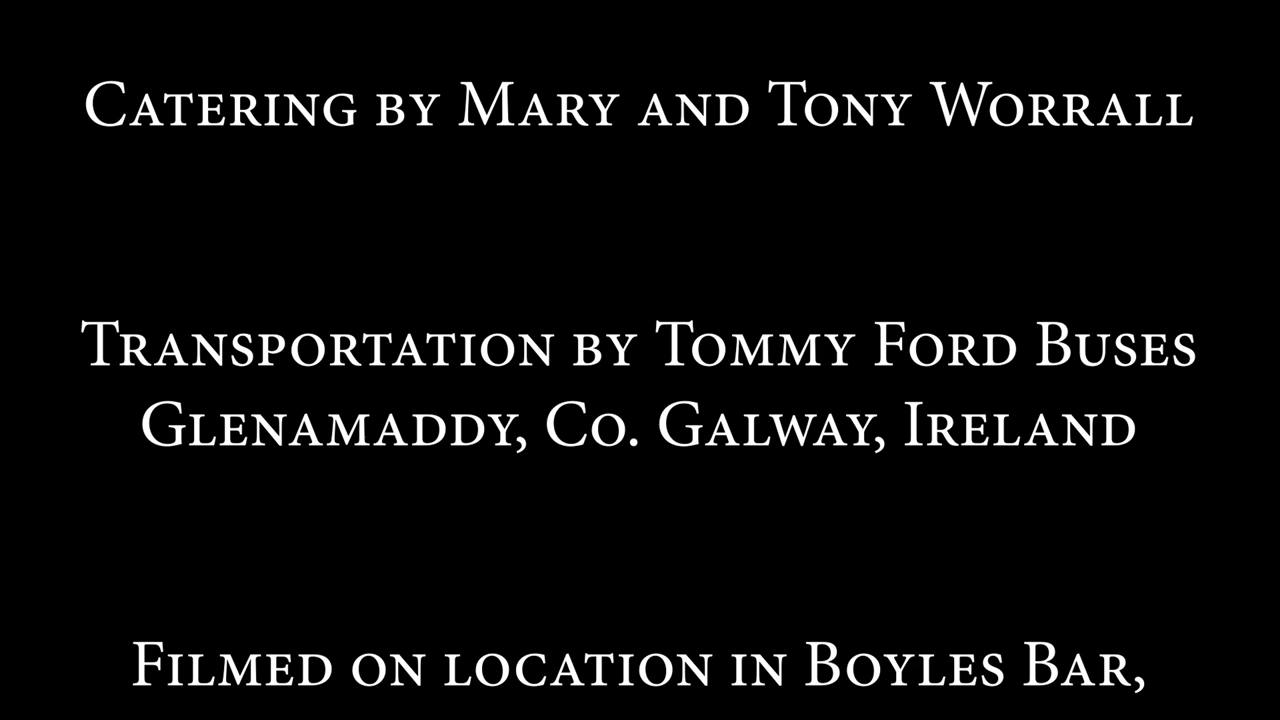 Catering by Mary and Tony Worrall
Transportation by Tommy Ford Buses
Glenamaddy, Co. Galway, Ireland
Filmed on location in Boyles Bar,